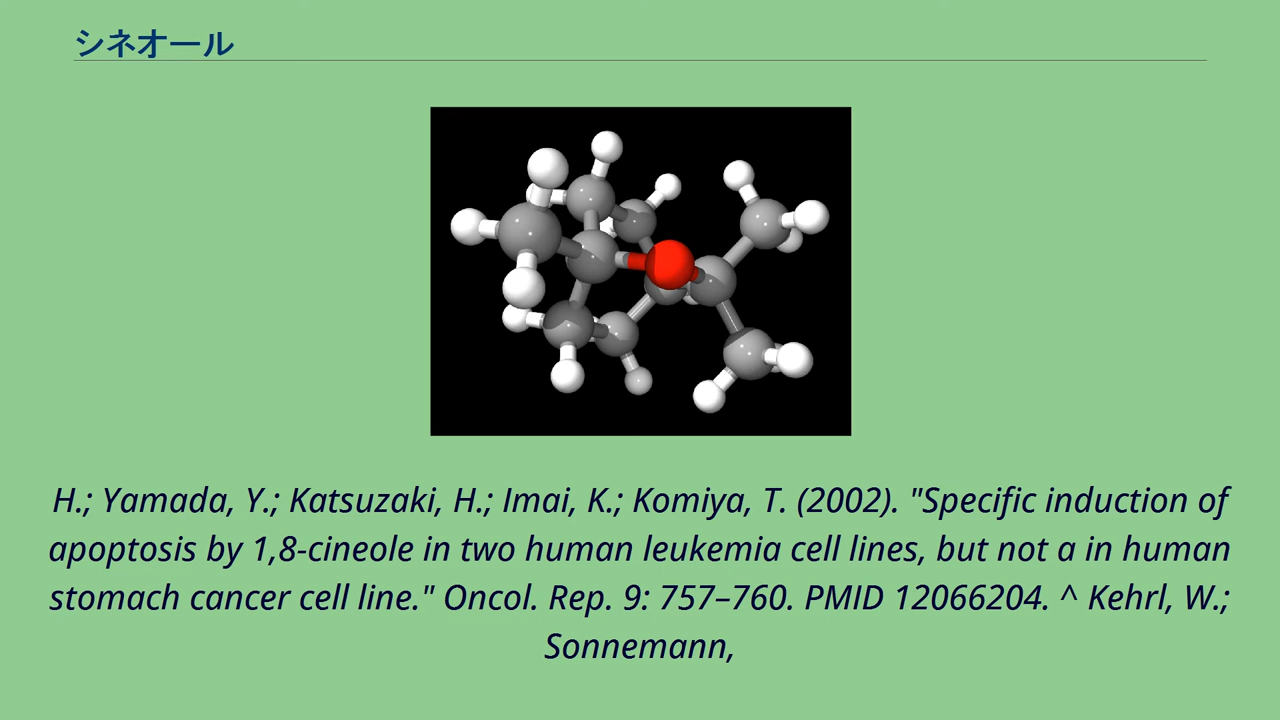 シネオール
H.; Yamada, Y.; Katsuzaki, H.; Imai, K.; Komiya, T. (2002). "Specific induction of
apoptosis by 1,8-cineole in two human leukemia cell lines, but not a in human
stomach cancer cell line." Oncol. Rep. 9: 757–760. PMID 12066204. ^ Kehrl, W.;
Sonnemann,